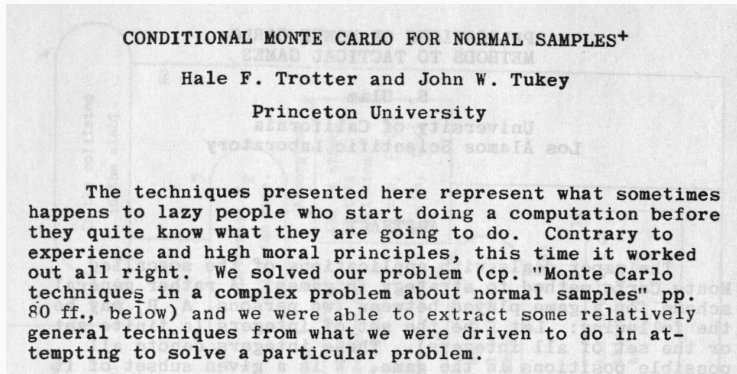 CONDITIONAL MONTE CARLO FOR NORMAL SAMPLES+
Hale F. Trotter and John W. Tukey
Princeton University
The techniques presented here represent what sometimes
happens to lazy people who start doing a computation before
they quite know what they are going to do. Contrary to
experience and high moral principles, this time it worked
out all right. We solved our problem (cp. "Monte Carlo
techniques in a complex problem about normal samples" pp.
80 ff., below) and we were able to extract some relatively
general techniques from what we were driven to do in at-
tempting to solve a particular problem.